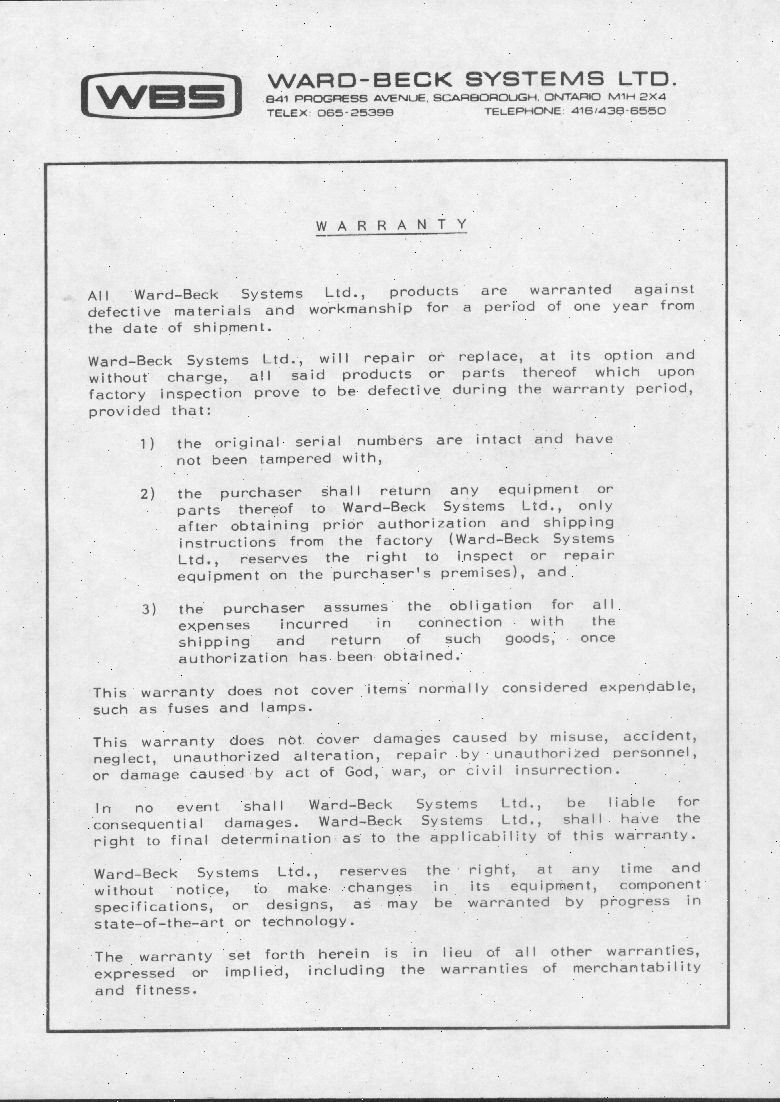 WBS
WARD-BECK SYSTEMS LTD.
841 PROGRESS AVENUE, SCARBOROUGH, ONTARIO M1H 2X4
TELEX: 065-25399 TELEPHONE: 416/438-6550
WARRANTY
All Ward-Beck Systems Ltd., products are warranted against
defective materials and workmanship for a period of one year from
the date of shipment.
Ward-Beck Systems Ltd., will repair or replace, at its option and
without charge, all said products or parts thereof which upon
factory inspection prove to be defective during the warranty period,
provided that:
1) the original serial numbers are intact and have
not been tampered with,
2) the purchaser shall return any equipment or
parts thereof to Ward-Beck Systems Ltd., only
after obtaining prior authorization and shipping
instructions from the factory (Ward-Beck Systems
Ltd., reserves the right to inspect or repair
equipment on the purchaser's premises), and
3) the purchaser assumes the obligation for all
expenses incurred in connection with the
shipping and return of such goods, once
authorization has been obtained.
This warranty does not cover items normally considered expendable,
such as fuses and lamps.
This warranty does not cover damages caused by misuse, accident,
neglect, unauthorized alteration, repair by unauthorized personnel,
or damage caused by act of God, war, or civil insurrection.
In no event shall Ward-Beck Systems Ltd., be liable for
consequential damages. Ward-Beck Systems Ltd., shall have the
right to final determination as to the applicability of this warranty.
Ward-Beck Systems Ltd., reserves the right, at any time and
without notice, to make changes in its equipment, component
specifications, or designs, as may be warranted by progress in
state-of-the-art or technology.
The warranty set forth herein is in lieu of all other warranties,
expressed or implied, including the warranties of merchantability
and fitness.